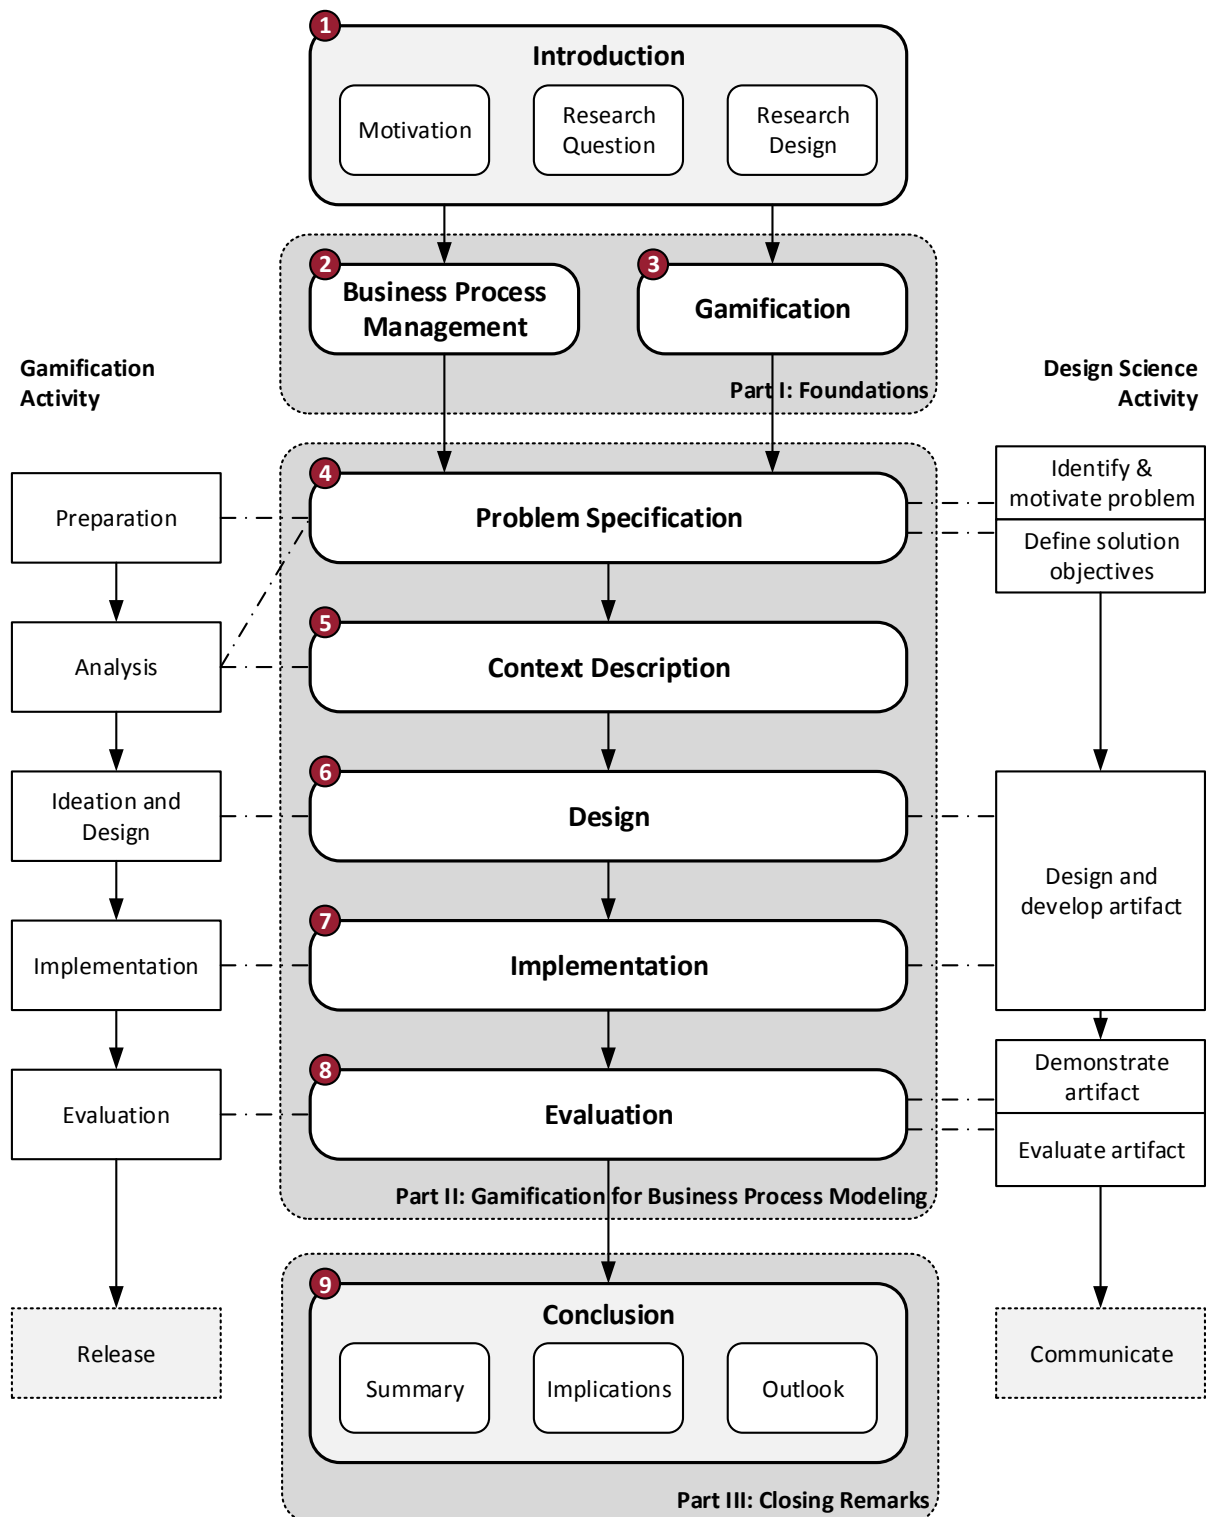 1
Introduction
Motivation
Research
Question
Research
Design
2
Business Process
Management
3
Gamification
Part I: Foundations
Gamification
Activity
Design Science
Activity
4
Problem Specification
Preparation
Identify &
motivate problem
Define solution
objectives
5
Context Description
Analysis
6
Design
Ideation and
Design
Design and
develop artifact
7
Implementation
Implementation
8
Evaluation
Evaluation
Demonstrate
artifact
Evaluate artifact
Part II: Gamification for Business Process Modeling
9
Conclusion
Summary
Implications
Outlook
Release
Communicate
Part III: Closing Remarks